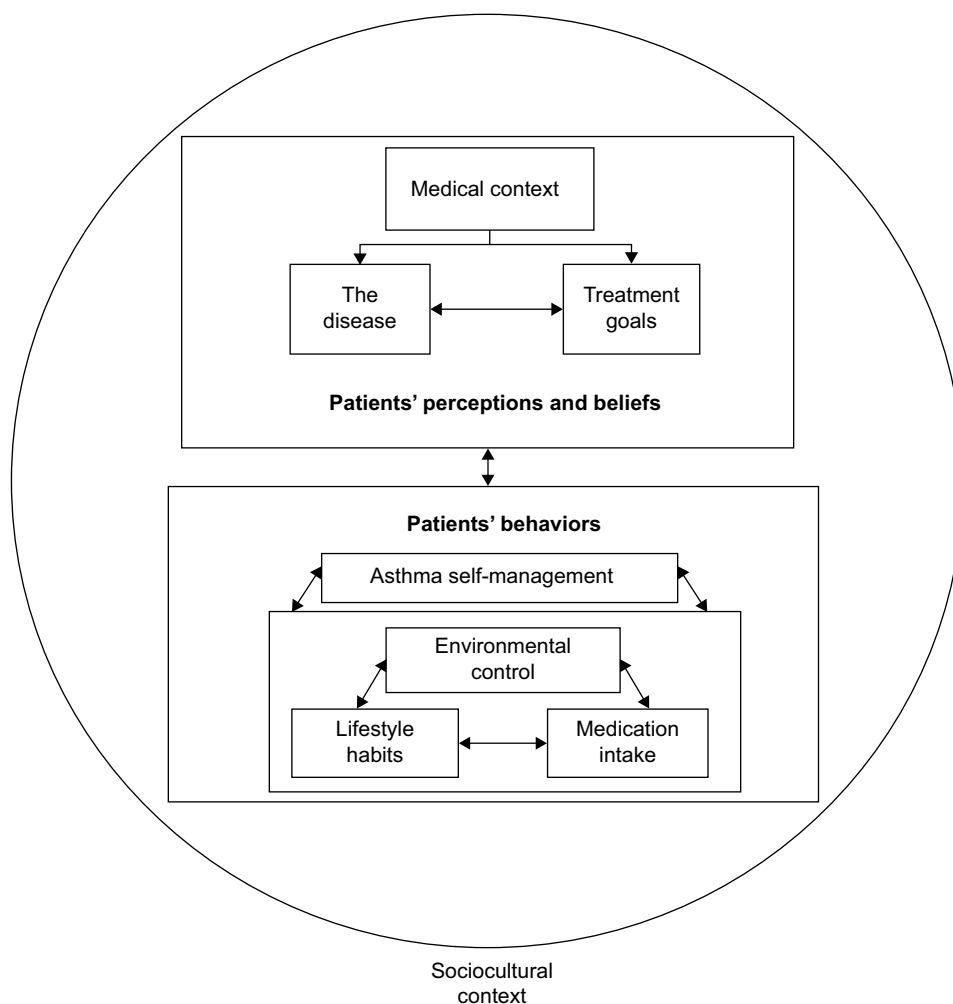 Medical context
The
disease
Treatment
goals
Patients’ perceptions and beliefs
Patients’ behaviors
Asthma self-management
Environmental
control
Lifestyle
habits
Medication
intake
Sociocultural
context